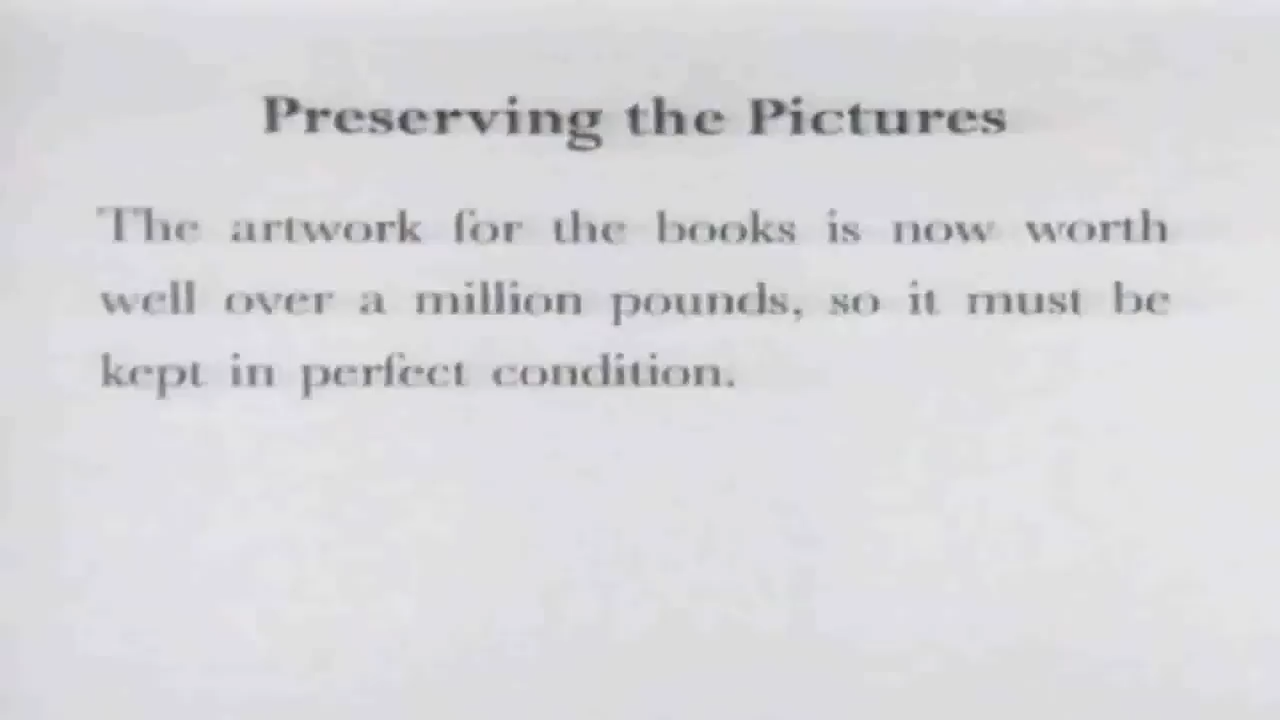 Preserving the Pictures
The artwork for the books is now worth
well over a million pounds, so it must be
kept in perfect condition.